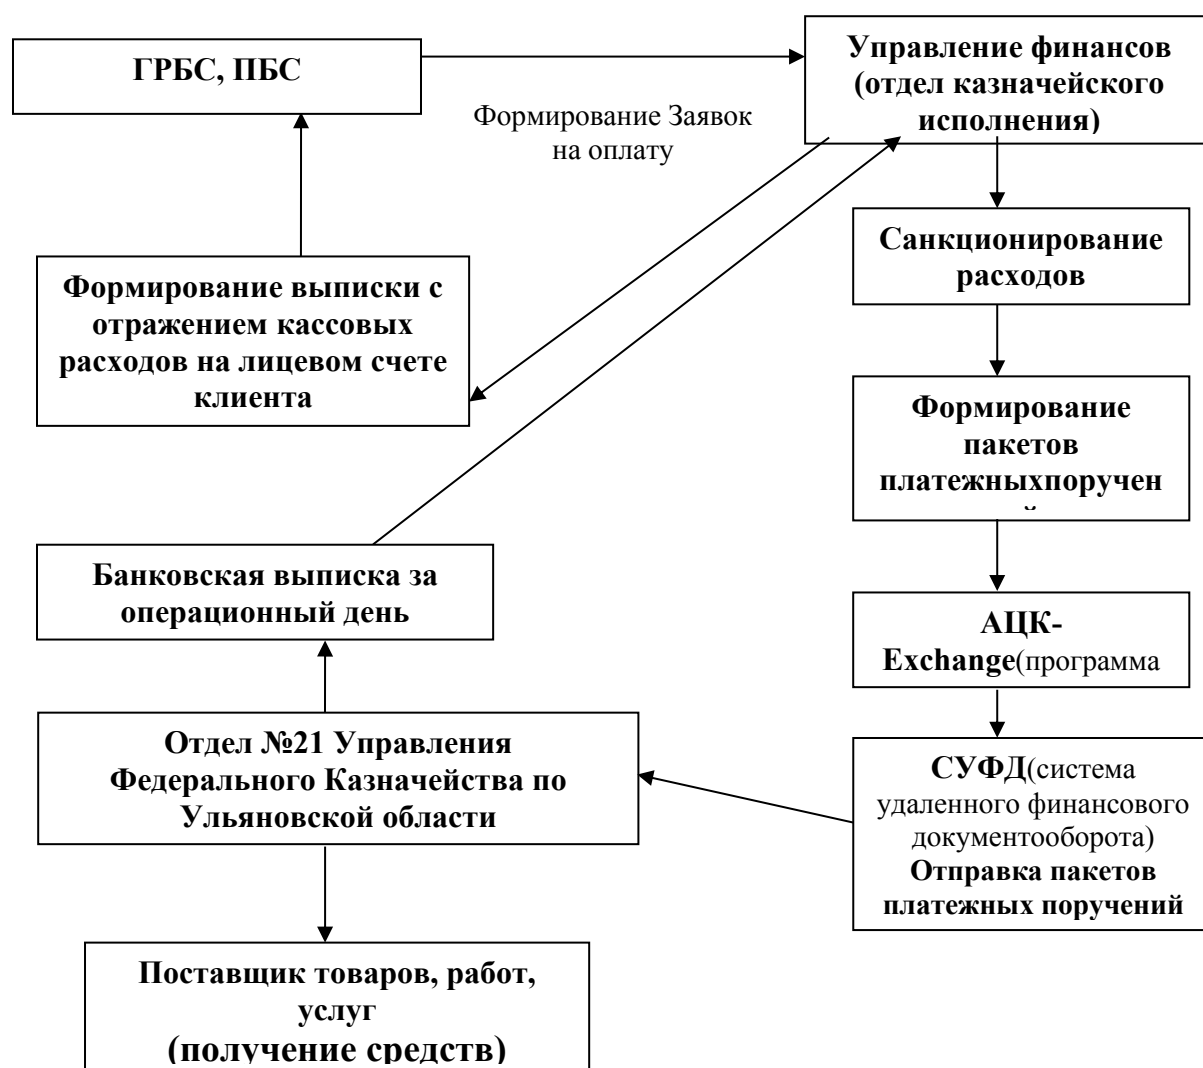 ГРБС, ПБС
Управление финансов
(отдел казначейского
исполнения)
Формирование Заявок
на оплату
Санкционирование
расходов
Формирование выписки с
отражением кассовых
расходов на лицевом счете
клиента
Формирование
пакетов
платежныхпоручен
Банковская выписка за
операционный день
АЦК-
Exchange(программа
Отдел №21 Управления
Федерального Казначейства по
Ульяновской области
СУФД(система
удаленного финансового
документооборота)
Отправка пакетов
платежных поручений
Поставщик товаров, работ,
услуг
(получение средств)